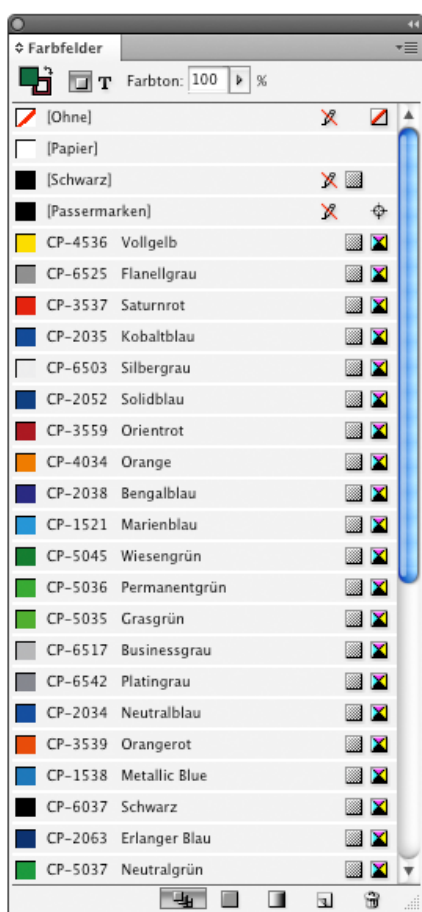 Farbfelder
T Farbton: 100 %
[Ohne]
[Papier]
[Schwarz]
[Passermarken]
CP-4536 Vollgelb
CP-6525 Flanellgrau
CP-3537 Saturnrot
CP-2035 Kobaltblau
CP-6503 Silbergrau
CP-2052 Solidblau
CP-3559 Orientrot
CP-4034 Orange
CP-2038 Bengalblau
CP-1521 Marienblau
CP-5045 Wiesengrün
CP-5036 Permanentgrün
CP-5035 Grasgrün
CP-6517 Businessgrau
CP-6542 Platingrau
CP-2034 Neutralblau
CP-3539 Orangerot
CP-1538 Metallic Blue
CP-6037 Schwarz
CP-2063 Erlanger Blau
CP-5037 Neutralgrün